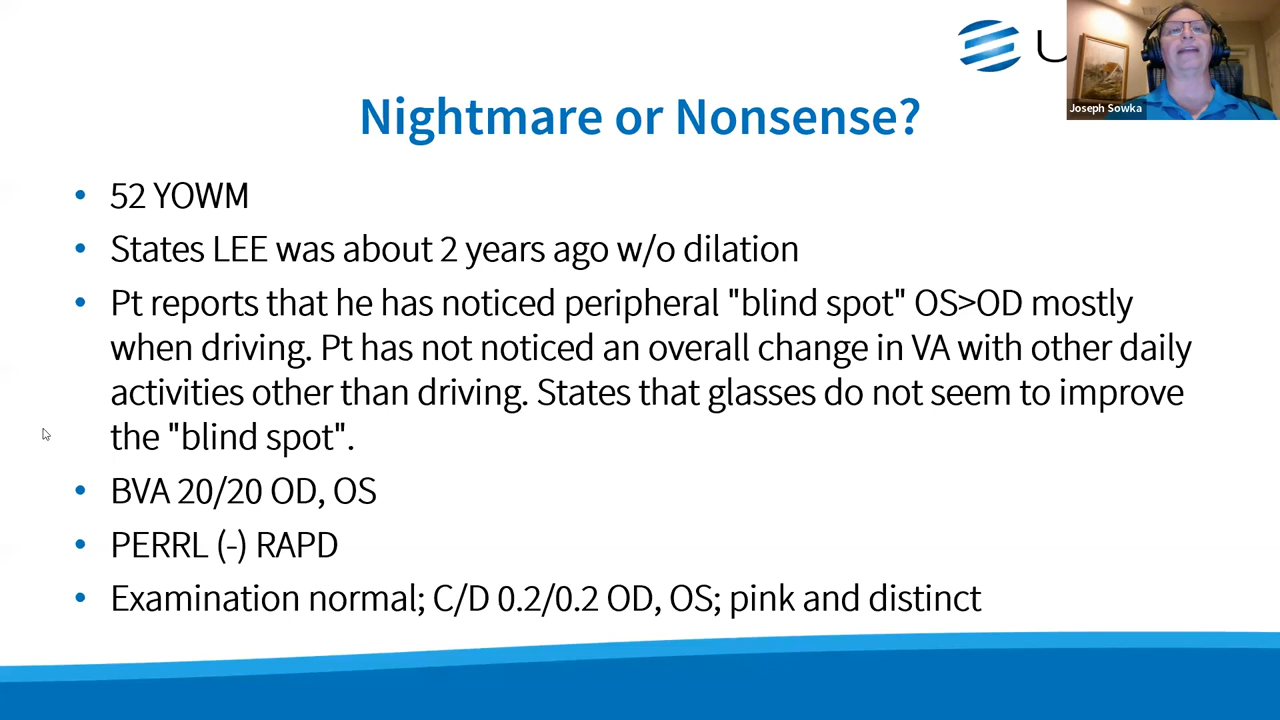 U
Joseph Sowka
Nightmare or Nonsense?
• 52 YOWM
• States LEE was about 2 years ago w/o dilation
• Pt reports that he has noticed peripheral "blind spot" OS>OD mostly
when driving. Pt has not noticed an overall change in VA with other daily
activities other than driving. States that glasses do not seem to improve
the "blind spot".
• BVA 20/20 OD, OS
• PERRL (-) RAPD
• Examination normal; C/D 0.2/0.2 OD, OS; pink and distinct